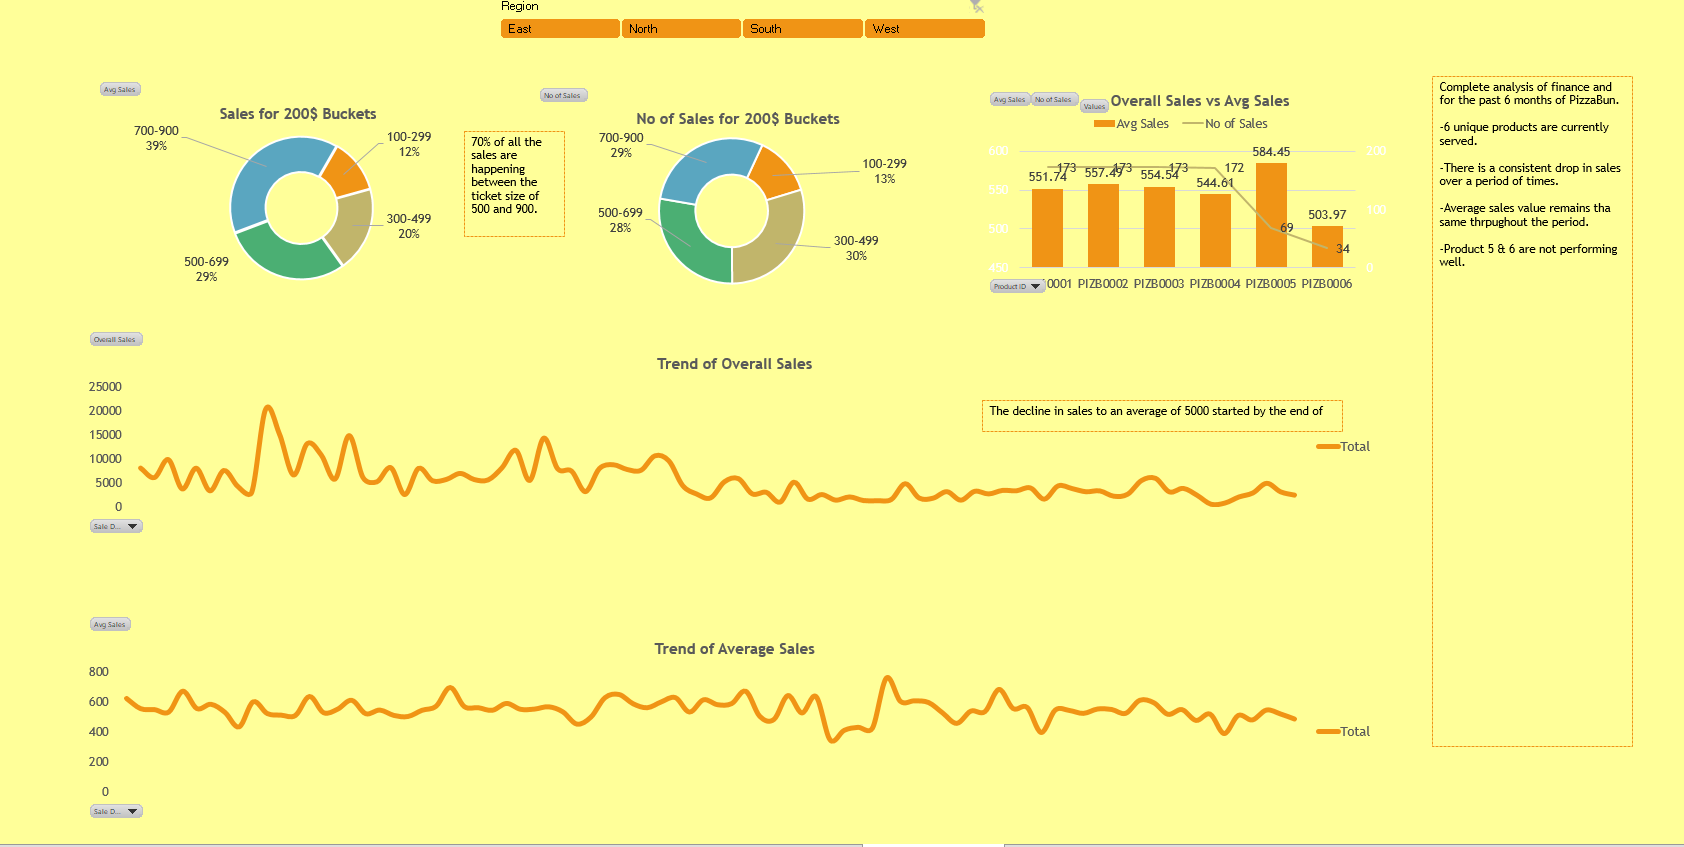 Region
East
North
South
West
Avg Sales
Sales for 200$ Buckets
700-900
39%
100-299
12%
300-499
20%
500-699
29%
70% of all the
sales are
happening
between the
ticket size of
500 and 900.
No of Sales
No of Sales for 200$ Buckets
700-900
29%
100-299
13%
500-699
28%
300-499
30%
Avg Sales
No of Sales
Values
Overall Sales vs Avg Sales
Avg Sales
No of Sales
600
550
500
450
200
100
0
551.74
557.49
554.54
544.61
584.45
503.97
173
173
173
172
69
34
Product ID
0001
PIZB0002
PIZB0003
PIZB0004
PIZB0005
PIZB0006
Complete analysis of finance and
for the past 6 months of PizzaBun.
-6 unique products are currently
served.
-There is a consistent drop in sales
over a period of times.
-Average sales value remains tha
same thrpughout the period.
-Product 5 & 6 are not performing
well.
Overall Sales
Trend of Overall Sales
25000
20000
15000
10000
5000
0
The decline in sales to an average of 5000 started by the end of
Total
Sale D...
Avg Sales
Trend of Average Sales
800
600
400
200
0
Total
Sale D...